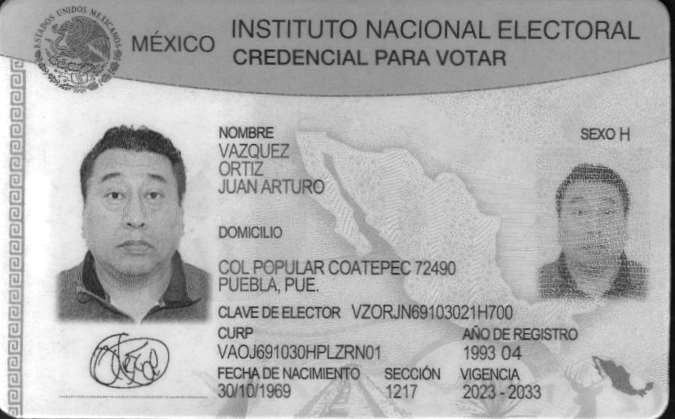 ESTADOS UNIDOS MEXICANOS
MÉXICO
INSTITUTO NACIONAL ELECTORAL
CREDENCIAL PARA VOTAR
NOMBRE
SEXO H
VAZQUEZ
ORTIZ
JUAN ARTURO
DOMICILIO
COL POPULAR COATEPEC 72490
PUEBLA, PUE.
CLAVE DE ELECTOR VZORJN69103021H700
CURP
AÑO DE REGISTRO
VAOJ691030HPLZRN01
1993 04
FECHA DE NACIMIENTO SECCIÓN VIGENCIA
30/10/1969 1217 2023 - 2033